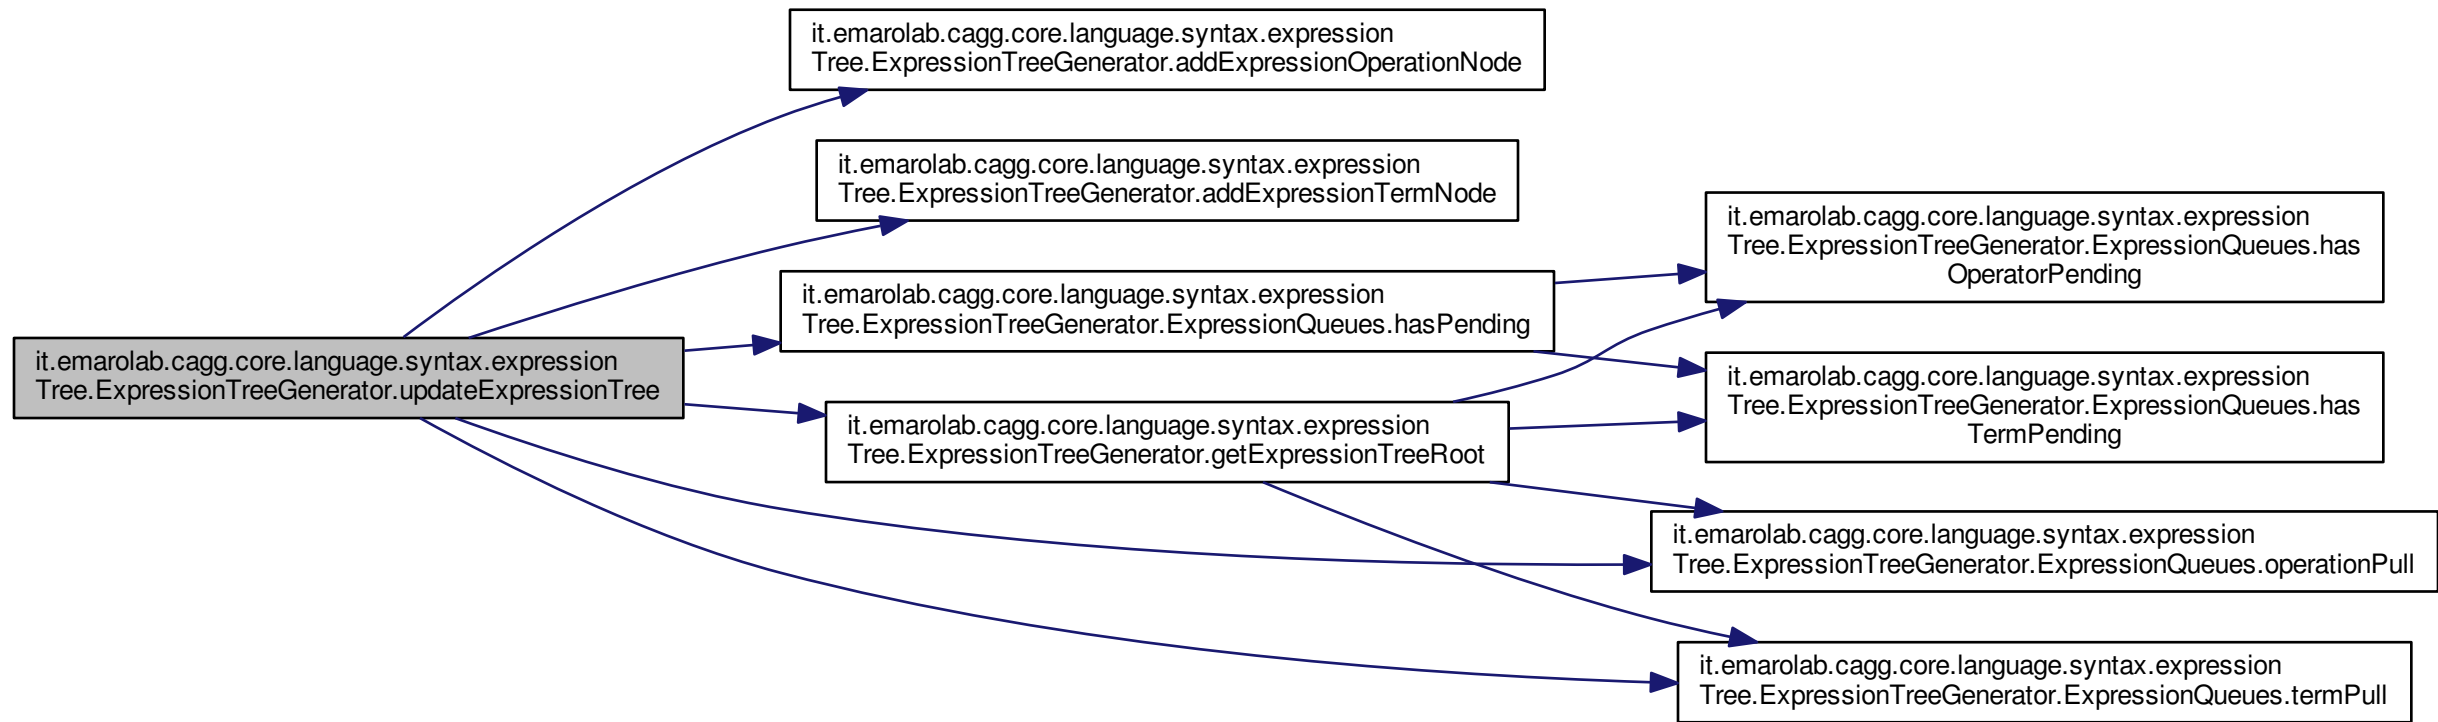 it.emarolab.cagg.core.language.syntax.expression
Tree.ExpressionTreeGenerator.addExpressionOperationNode
it.emarolab.cagg.core.language.syntax.expression
Tree.ExpressionTreeGenerator.addExpressionTermNode
it.emarolab.cagg.core.language.syntax.expression
Tree.ExpressionTreeGenerator.ExpressionQueues.has
OperatorPending
it.emarolab.cagg.core.language.syntax.expression
Tree.ExpressionTreeGenerator.ExpressionQueues.hasPending
it.emarolab.cagg.core.language.syntax.expression
Tree.ExpressionTreeGenerator.updateExpressionTree
it.emarolab.cagg.core.language.syntax.expression
Tree.ExpressionTreeGenerator.ExpressionQueues.has
TermPending
it.emarolab.cagg.core.language.syntax.expression
Tree.ExpressionTreeGenerator.getExpressionTreeRoot
it.emarolab.cagg.core.language.syntax.expression
Tree.ExpressionTreeGenerator.ExpressionQueues.operationPull
it.emarolab.cagg.core.language.syntax.expression
Tree.ExpressionTreeGenerator.ExpressionQueues.termPull